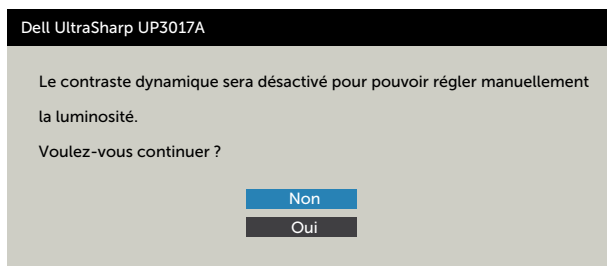 Dell UltraSharp UP3017A
Le contraste dynamique sera désactivé pour pouvoir régler manuellement
la luminosité.
Voulez-vous continuer ?
Non
Oui